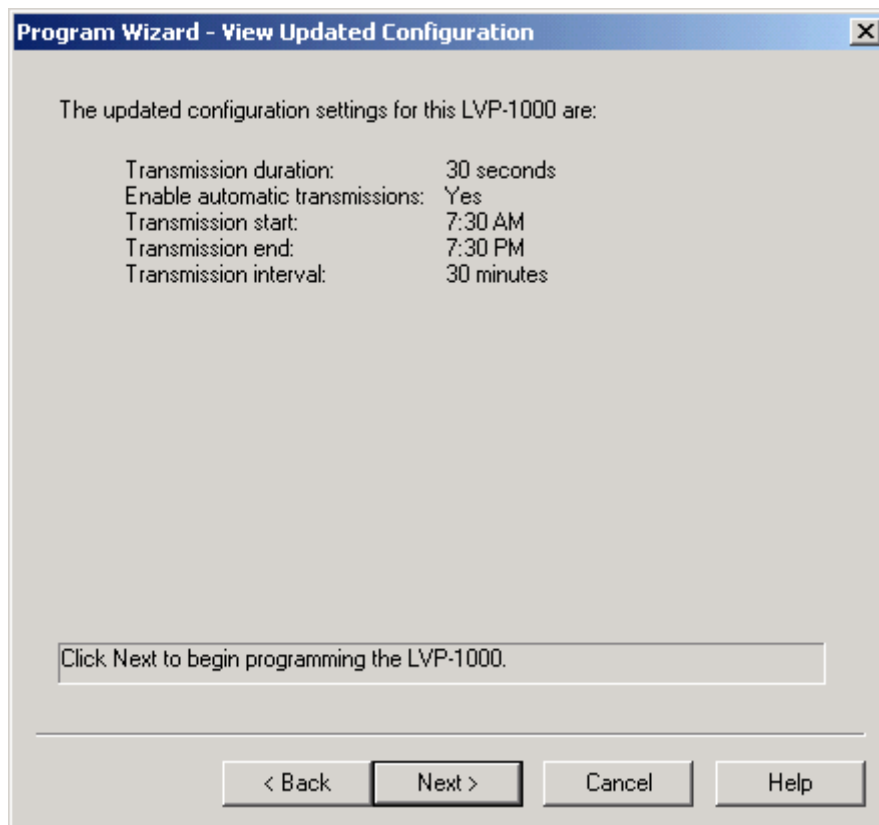 Program Wizard - View Updated Configuration
The updated configuration settings for this LVP-1000 are:
Transmission duration: 30 seconds
Enable automatic transmissions: Yes
Transmission start: 7:30 AM
Transmission end: 7:30 PM
Transmission interval: 30 minutes
Click Next to begin programming the LVP-1000.
< Back Next > Cancel Help